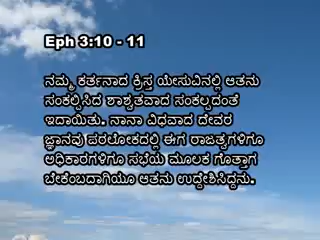 Eph 3:10 - 11
ನಮ್ಮ ಕರ್ತನಾದ ಕ್ರಿಸ್ತ ಯೇಸುವಿನಲ್ಲಿ ಆತನು
ಸಂಕಲ್ಪಿಸಿದ ಶಾಶ್ವತವಾದ ಸಂಕಲ್ಪದಂತೆ
ಇದಾಯಿತು. ನಾನಾ ವಿಧವಾದ ದೇವರ
ಜ್ಞಾನವು ಪರಲೋಕದಲ್ಲಿ ಈಗ ರಾಜತ್ವಗಳಿಗೂ
ಅಧಿಕಾರಗಳಿಗೂ ಸಭೆಯ ಮೂಲಕ ಗೊತ್ತಾಗ
ಬೇಕೆಂಬದಾಗಿಯೂ ಆತನು ಉದ್ದೇಶಿಸಿದ್ದನು.